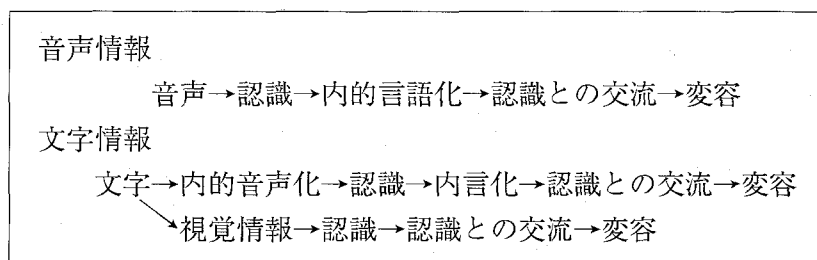 音声情報
音声→認識→内的言語化→認識との交流→変容
文字情報
文字→内的音声化→認識→内言化→認識との交流→変容
↘視覚情報→認識→認識との交流→変容